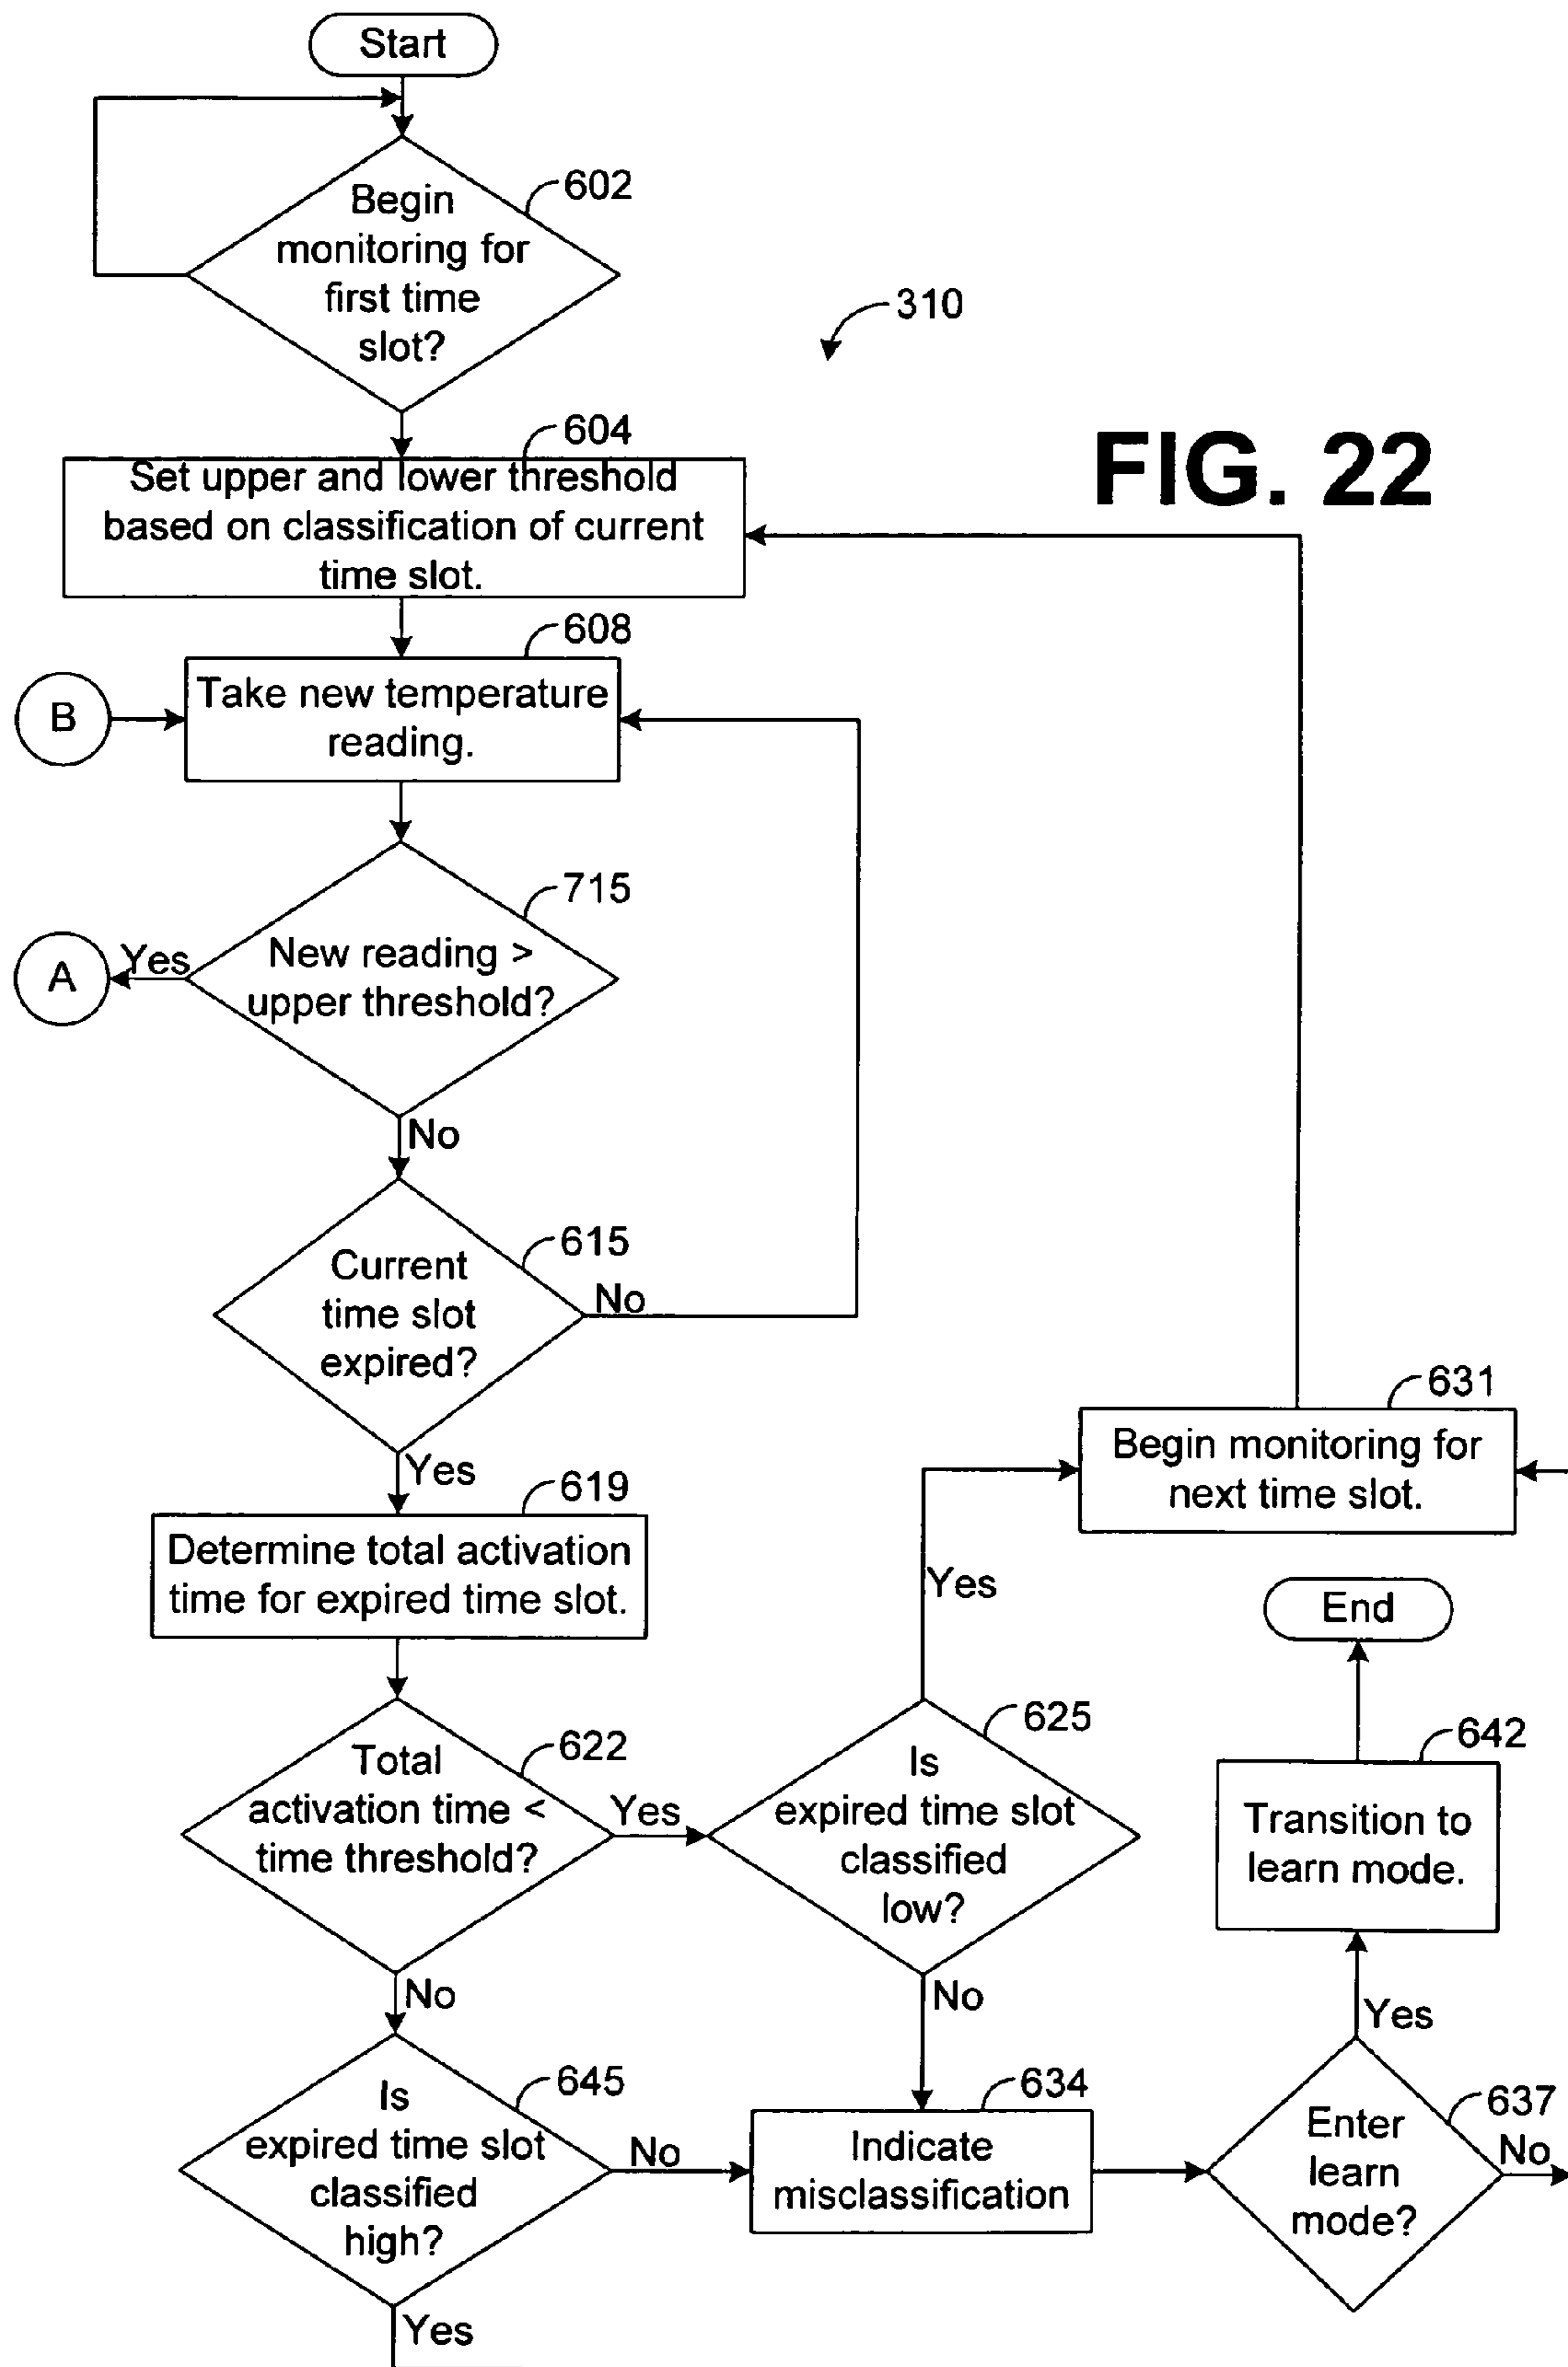 Start
Begin
monitoring for
first time
slot?
602
310
FIG. 22
604
Set upper and lower threshold
based on classification of current
time slot.
608
B
Take new temperature
reading.
715
A
Yes
New reading >
upper threshold?
No
615
Current
time slot
expired?
No
Yes
631
Begin monitoring for
next time slot.
619
Determine total activation
time for expired time slot.
Yes
End
622
Total
activation time <
time threshold?
Yes
625
Is
expired time slot
classified
low?
642
Transition to
learn mode.
No
No
Yes
645
Is
expired time slot
classified
high?
No
634
Indicate
misclassification
637
Enter
learn
mode?
No
Yes